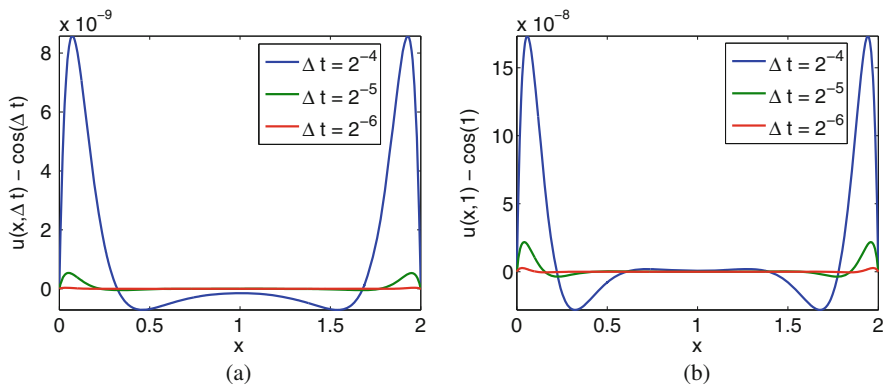 x 10⁻⁹
8
6
4
2
0
0
0.5
1
1.5
2
x
u(x,Δ t) − cos(Δ t)
Δ t = 2⁻⁴
Δ t = 2⁻⁵
Δ t = 2⁻⁶
(a)
x 10⁻⁸
15
10
5
0
0
0.5
1
1.5
2
x
u(x,1) − cos(1)
Δ t = 2⁻⁴
Δ t = 2⁻⁵
Δ t = 2⁻⁶
(b)